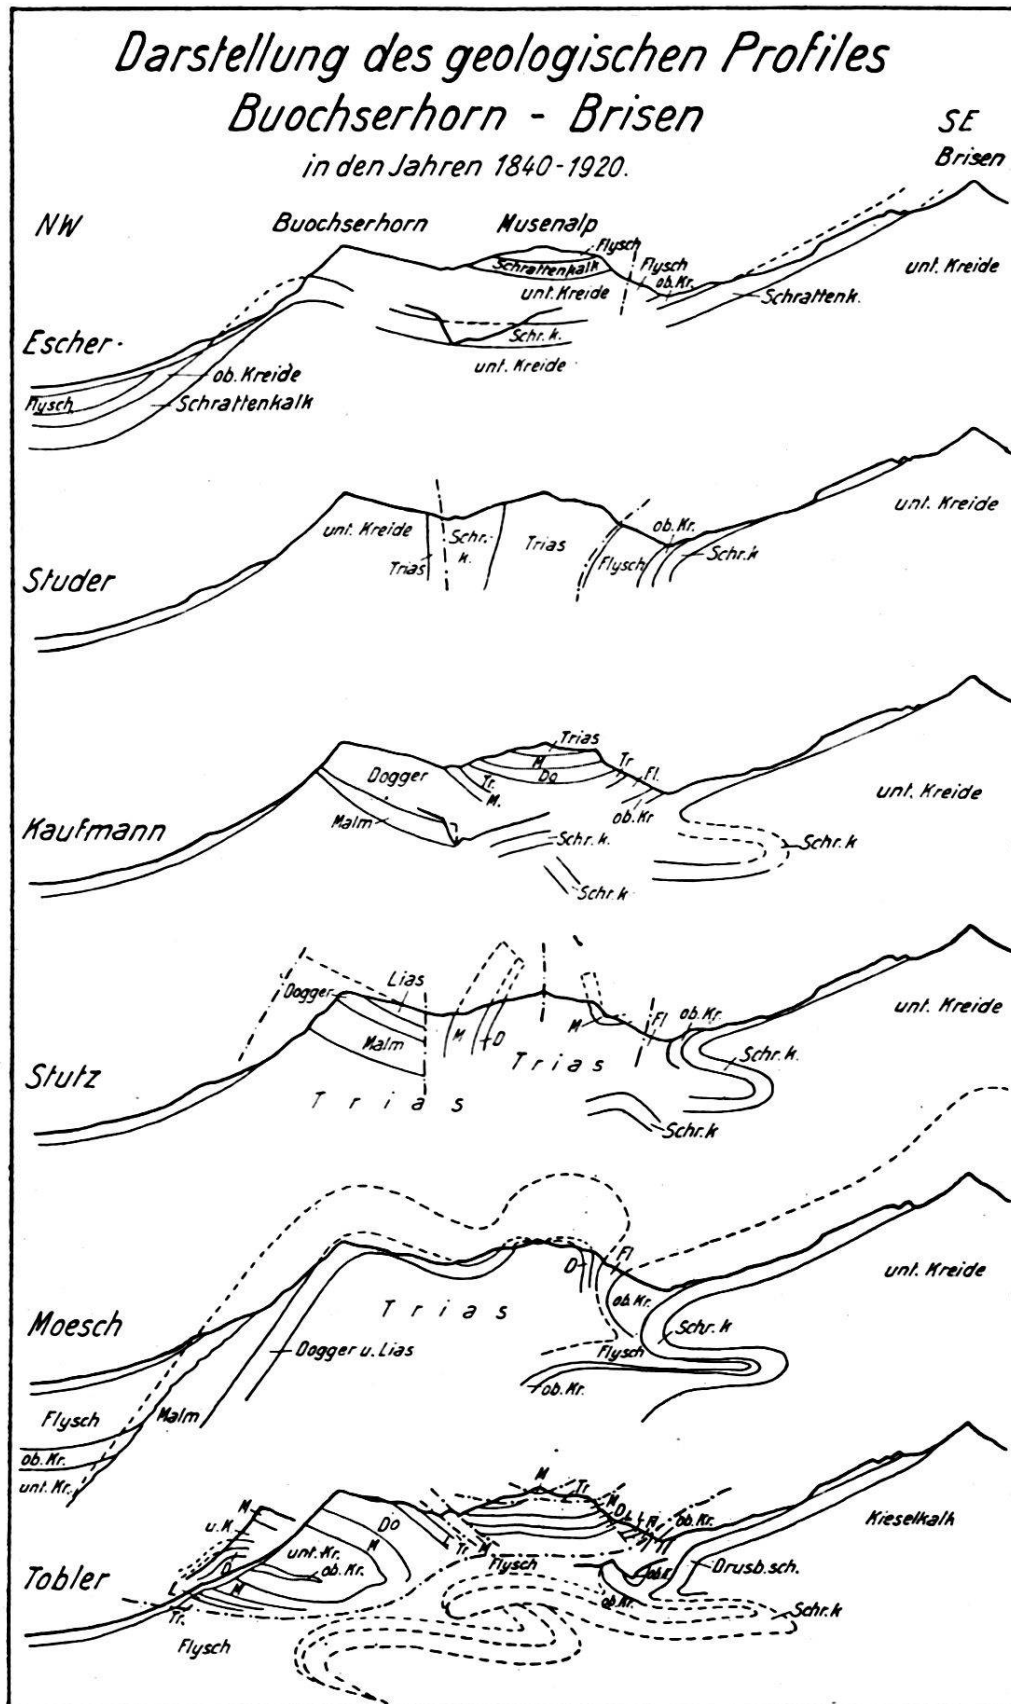 Darstellung des geologischen Profiles
Buochserhorn - Brisen
in den Jahren 1840-1920.
SE
Brisen
NW
Buochserhorn
Musenalp
Flysch
Schrattenkalk
unt. Kreide
Flysch
ob. Kr.
Schrattenk.
unt. Kreide
Escher
Schr. k.
unt. Kreide
ob. Kreide
Flysch
Schrattenkalk
Studer
unt. Kreide
Trias
Schr.
k.
Trias
Flysch
ob. Kr.
Schr. k
unt. Kreide
Kaufmann
Dogger
Malm
Tr.
M.
Trias
M
Do
Tr
Fl.
ob. Kr
Schr. k.
Schr. k
Schr. k
unt. Kreide
Stutz
Dogger
Lias
Malm
M
D
M
Fl
ob. Kr.
Schr. k.
unt. Kreide
Trias
Trias
Schr. k
Moesch
Trias
D
Fl
ob. Kr.
Schr. k
Flysch
ob. Kr.
unt. Kreide
Dogger u. Lias
Flysch
Malm
ob. Kr.
unt. Kr.
Tobler
M
u. K.
D
L
Tr.
M
unt. Kr.
ob. Kr.
Do
M
Tr
M
M
Tr
M
D
ob. Kr.
Kieselkalk
Flysch
ob. Kr.
Drusb. sch.
Schr. k
Flysch